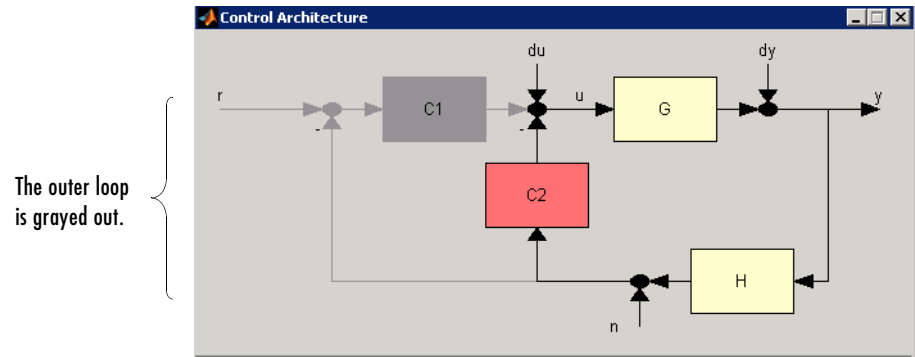 Control Architecture
du
dy
r
C1
u
G
y
-
-
The outer loop
is grayed out.
C2
H
n